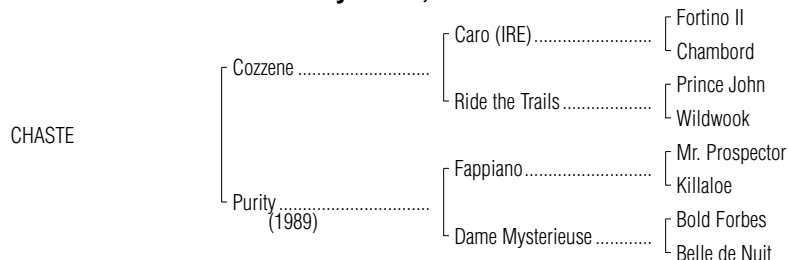 Fortino II
Caro (IRE)
Chambord
Cozzene
Prince John
Ride the Trails
Wildwook
CHASTE
Mr. Prospector
Fappiano
Killaloe
Purity
(1989)
Bold Forbes
Dame Mysterieuse
Belle de Nuit